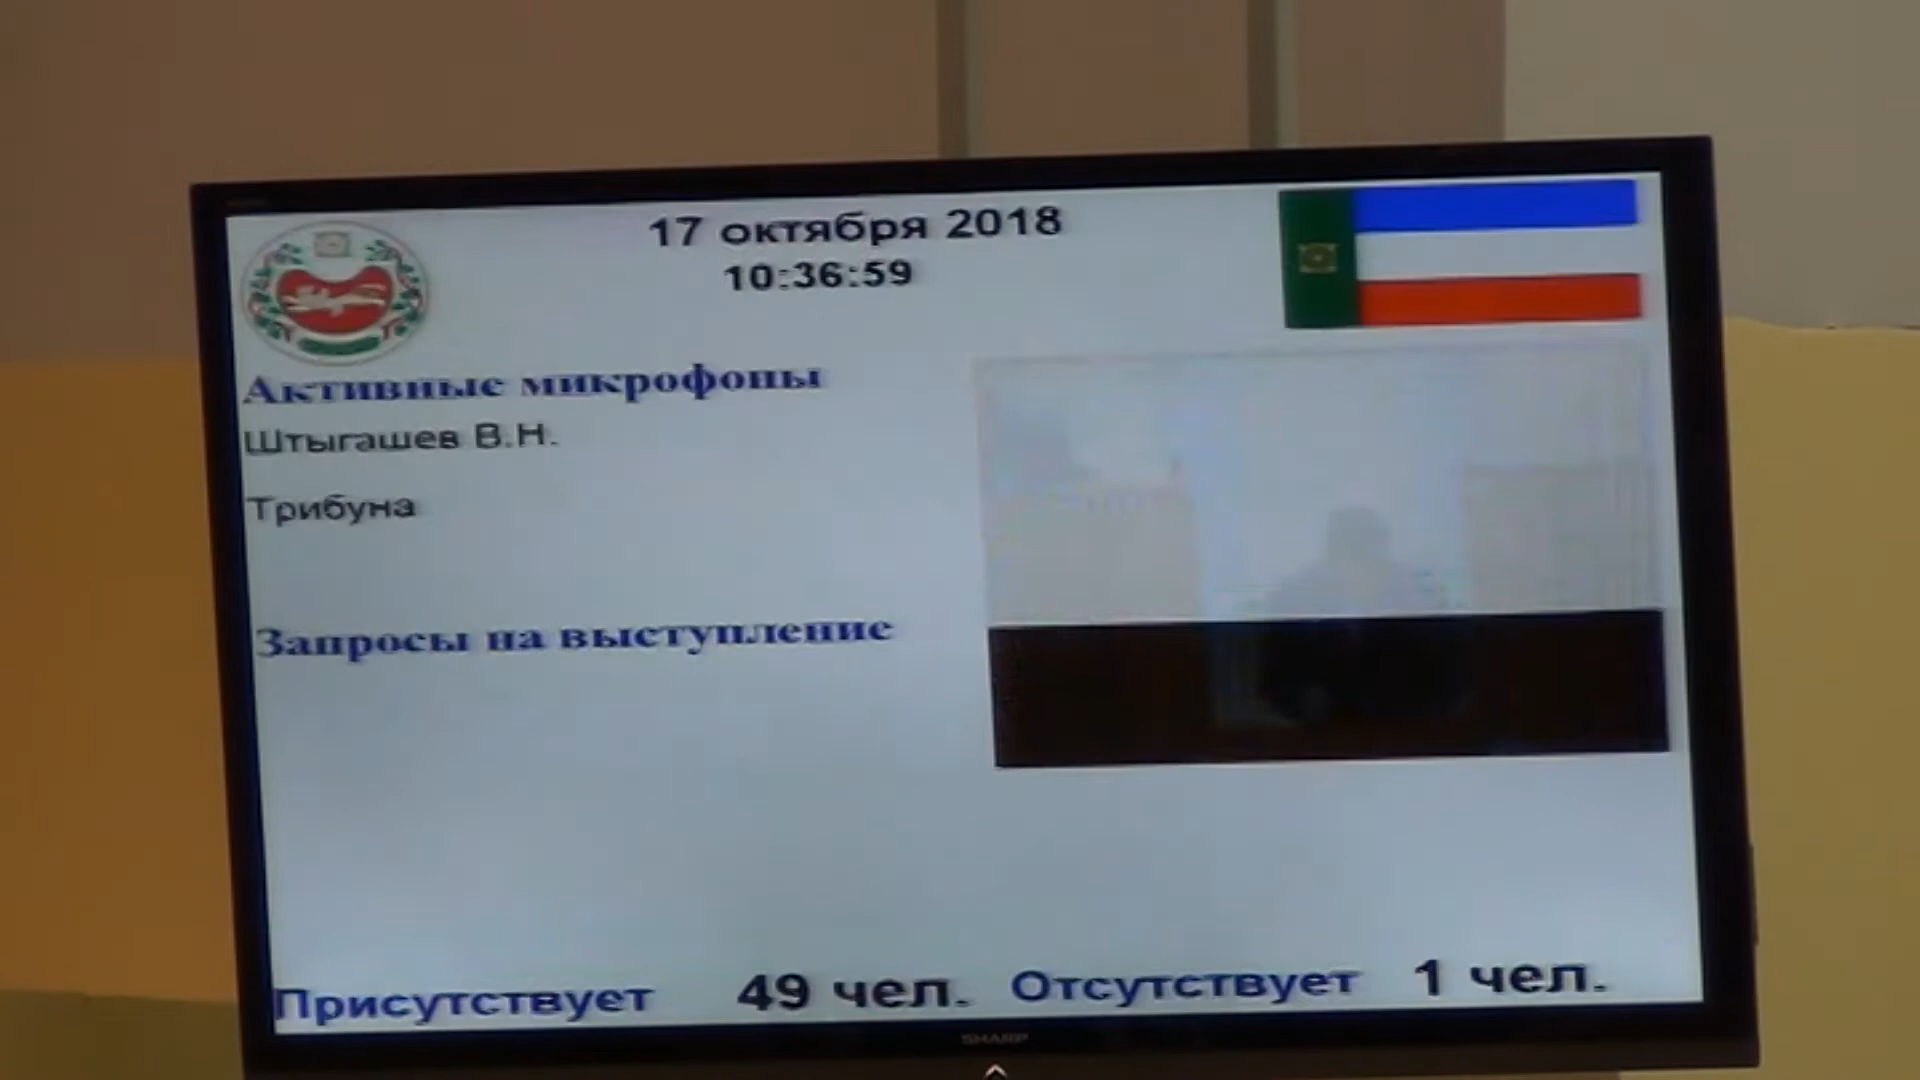 17 октября 2018
10:36:59
Активные микрофоны
Штыгашев В.Н.
Трибуна
Запросы на выступление
Присутствует 49 чел. Отсутствует 1 чел.
SHARP